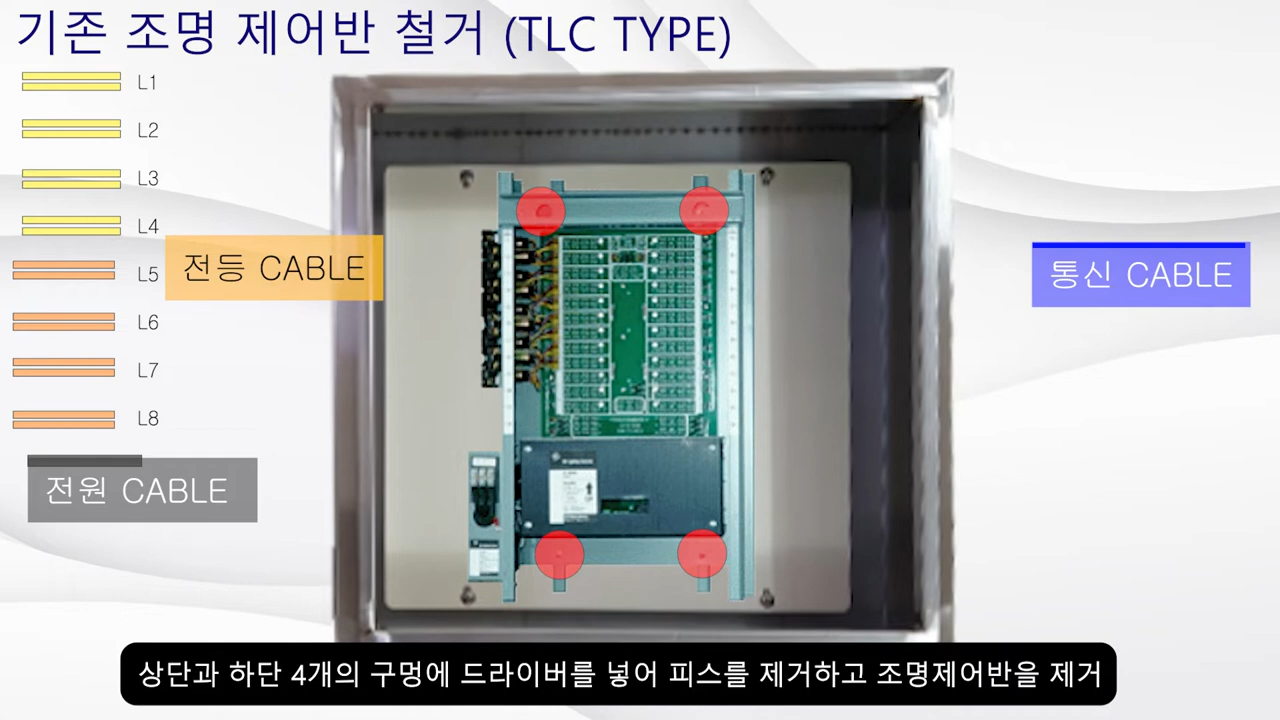 기존 조명 제어반 철거 (TLC TYPE)
L1
L2
L3
L4
전등 CABLE
L5
L6
L7
L8
전원 CABLE
통신 CABLE
상단과 하단 4개의 구멍에 드라이버를 넣어 피스를 제거하고 조명제어반을 제거